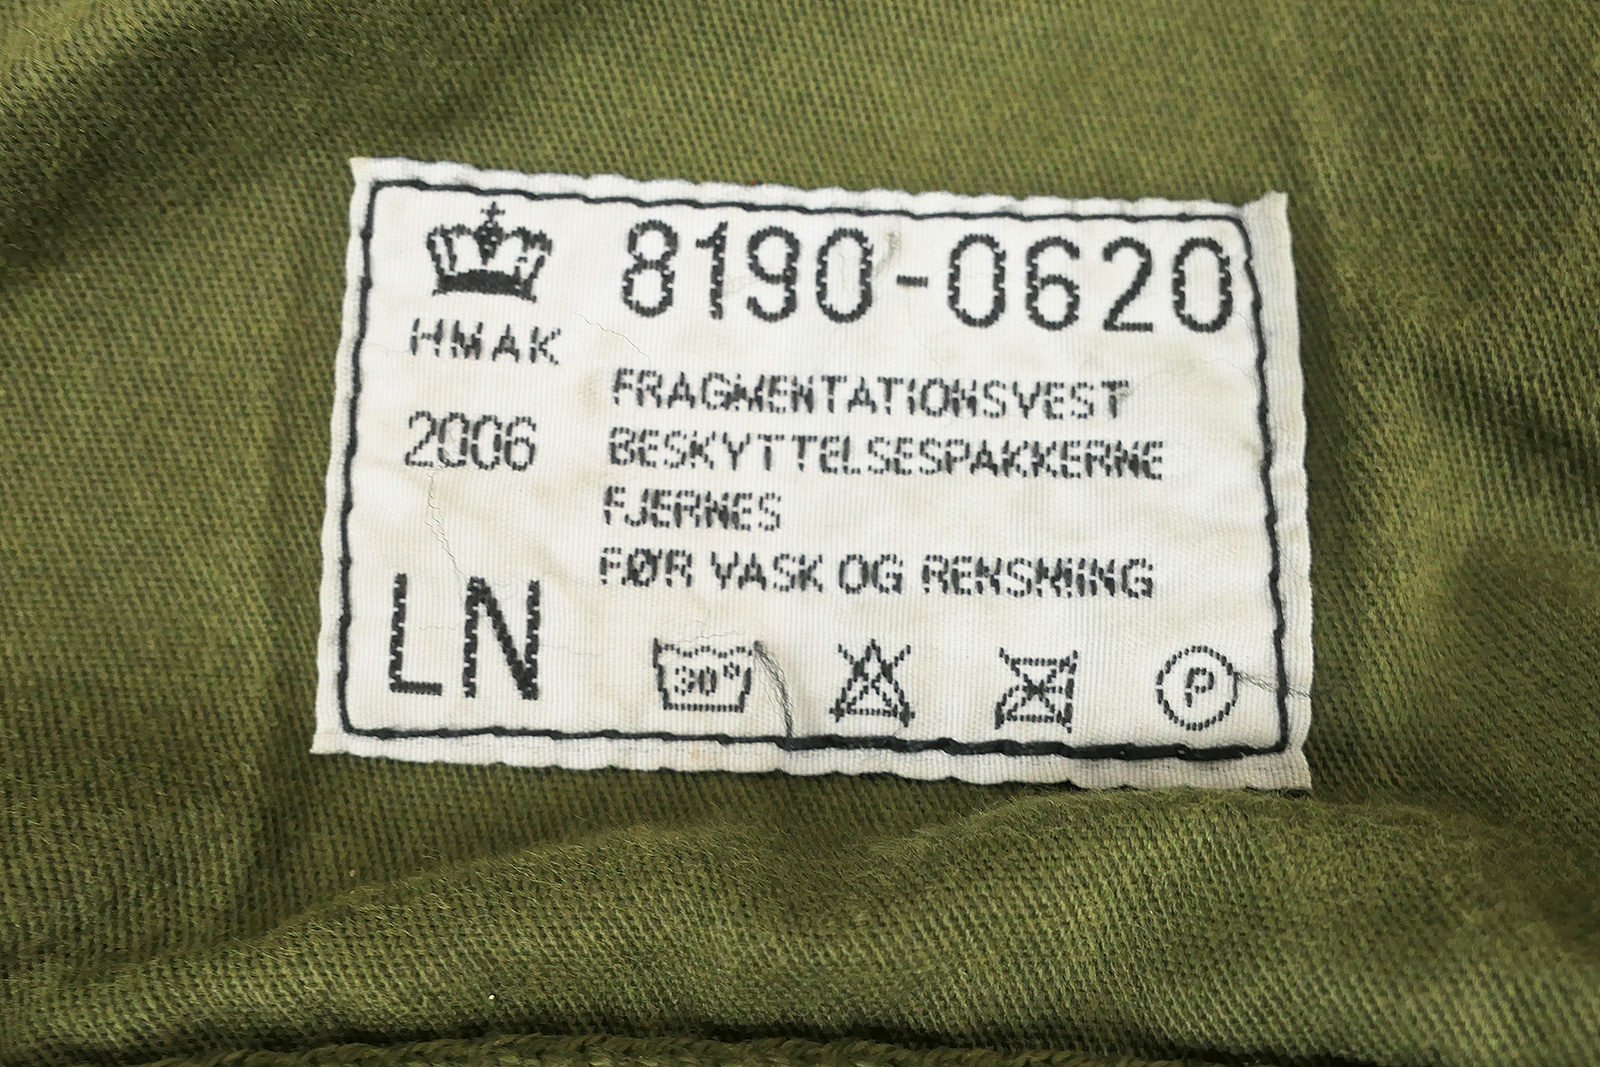 8190-0620
HMAK
2006
LN
FRAGMENTATIONSVEST
BESKYTTELSESPAKKERNE
FJERNES
FØR VASK OG RENSNING
30°
P